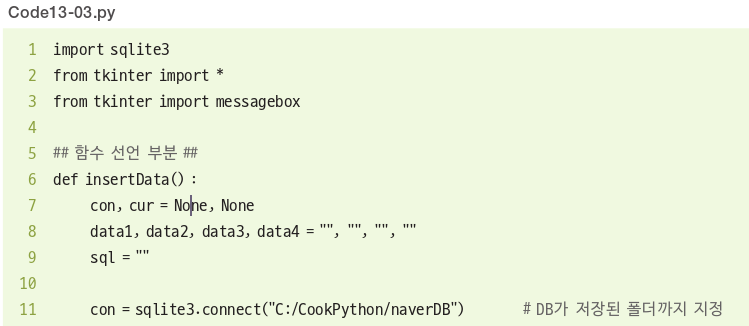 Code13-03.py
1 import sqlite3
2 from tkinter import *
3 from tkinter import messagebox
4
5 ## 함수 선언 부분 ##
6 def insertData() :
7 con, cur = None, None
8 data1, data2, data3, data4 = "", "", "", ""
9 sql = ""
10
11 con = sqlite3.connect("C:/CookPython/naverDB") # DB가 저장된 폴더까지 지정